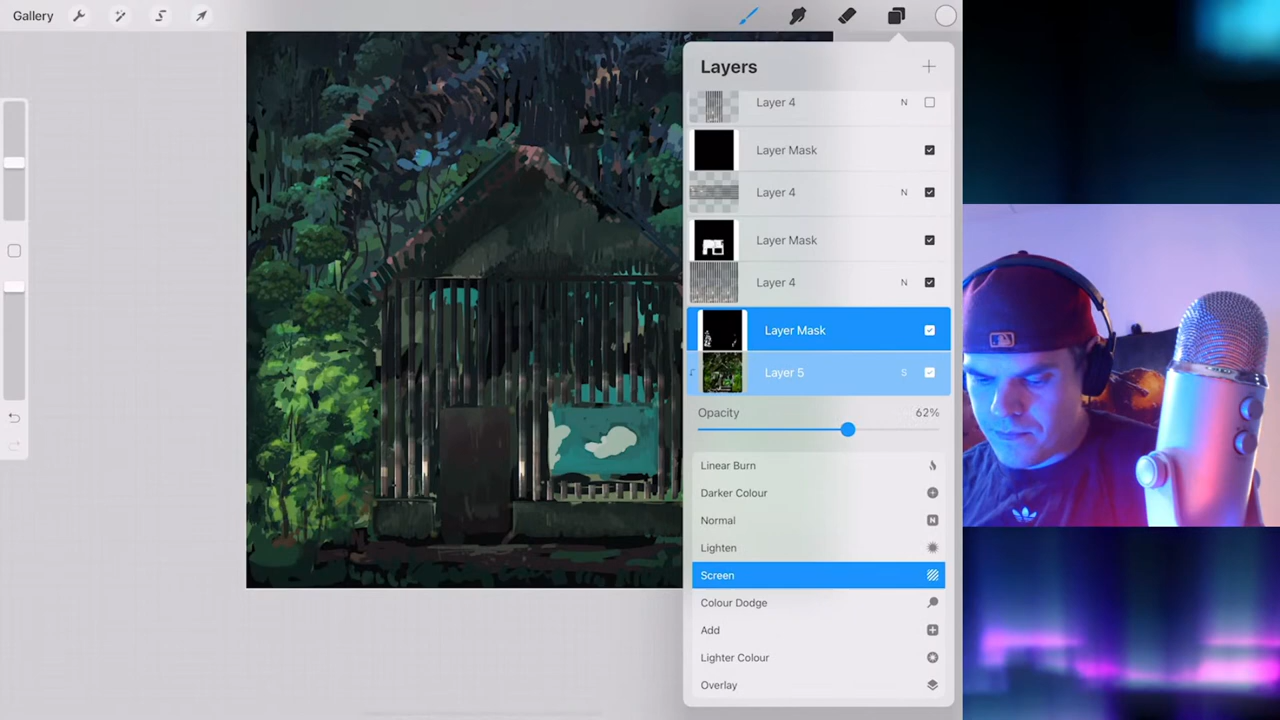 Gallery
Layers
Layer 4 N
Layer Mask
Layer 4 N
Layer Mask
Layer 4 N
Layer Mask
Layer 5 S
Opacity 62%
Linear Burn
Darker Colour
Normal N
Lighten
Screen
Colour Dodge
Add
Lighter Colour
Overlay